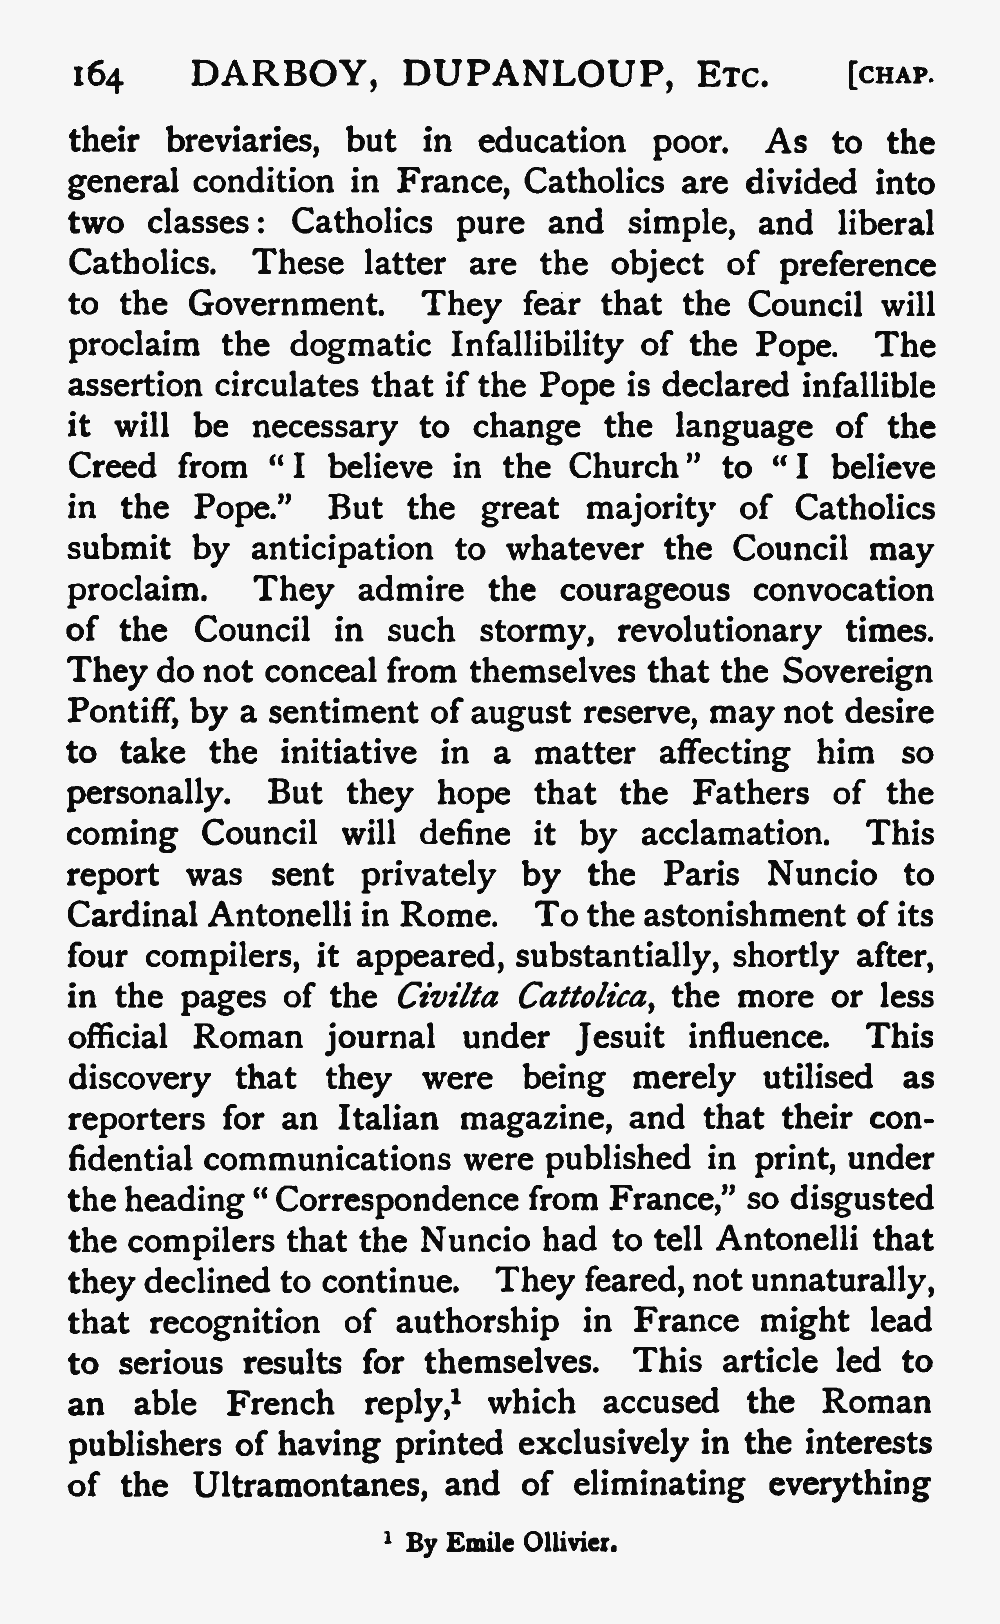 164 DARBOY, DUPANLOUP, ETC. [CHAP.
their breviaries, but in education poor. As to the
general condition in France, Catholics are divided into
two classes: Catholics pure and simple, and liberal
Catholics. These latter are the object of preference
to the Government. They fear that the Council will
proclaim the dogmatic Infallibility of the Pope. The
assertion circulates that if the Pope is declared infallible
it will be necessary to change the language of the
Creed from “I believe in the Church” to “I believe
in the Pope.” But the great majority of Catholics
submit by anticipation to whatever the Council may
proclaim. They admire the courageous convocation
of the Council in such stormy, revolutionary times.
They do not conceal from themselves that the Sovereign
Pontiff, by a sentiment of august reserve, may not desire
to take the initiative in a matter affecting him so
personally. But they hope that the Fathers of the
coming Council will define it by acclamation. This
report was sent privately by the Paris Nuncio to
Cardinal Antonelli in Rome. To the astonishment of its
four compilers, it appeared, substantially, shortly after,
in the pages of the Civilta Cattolica, the more or less
official Roman journal under Jesuit influence. This
discovery that they were being merely utilised as
reporters for an Italian magazine, and that their con-
fidential communications were published in print, under
the heading “Correspondence from France,” so disgusted
the compilers that the Nuncio had to tell Antonelli that
they declined to continue. They feared, not unnaturally,
that recognition of authorship in France might lead
to serious results for themselves. This article led to
an able French reply,¹ which accused the Roman
publishers of having printed exclusively in the interests
of the Ultramontanes, and of eliminating everything
¹ By Emile Ollivier.